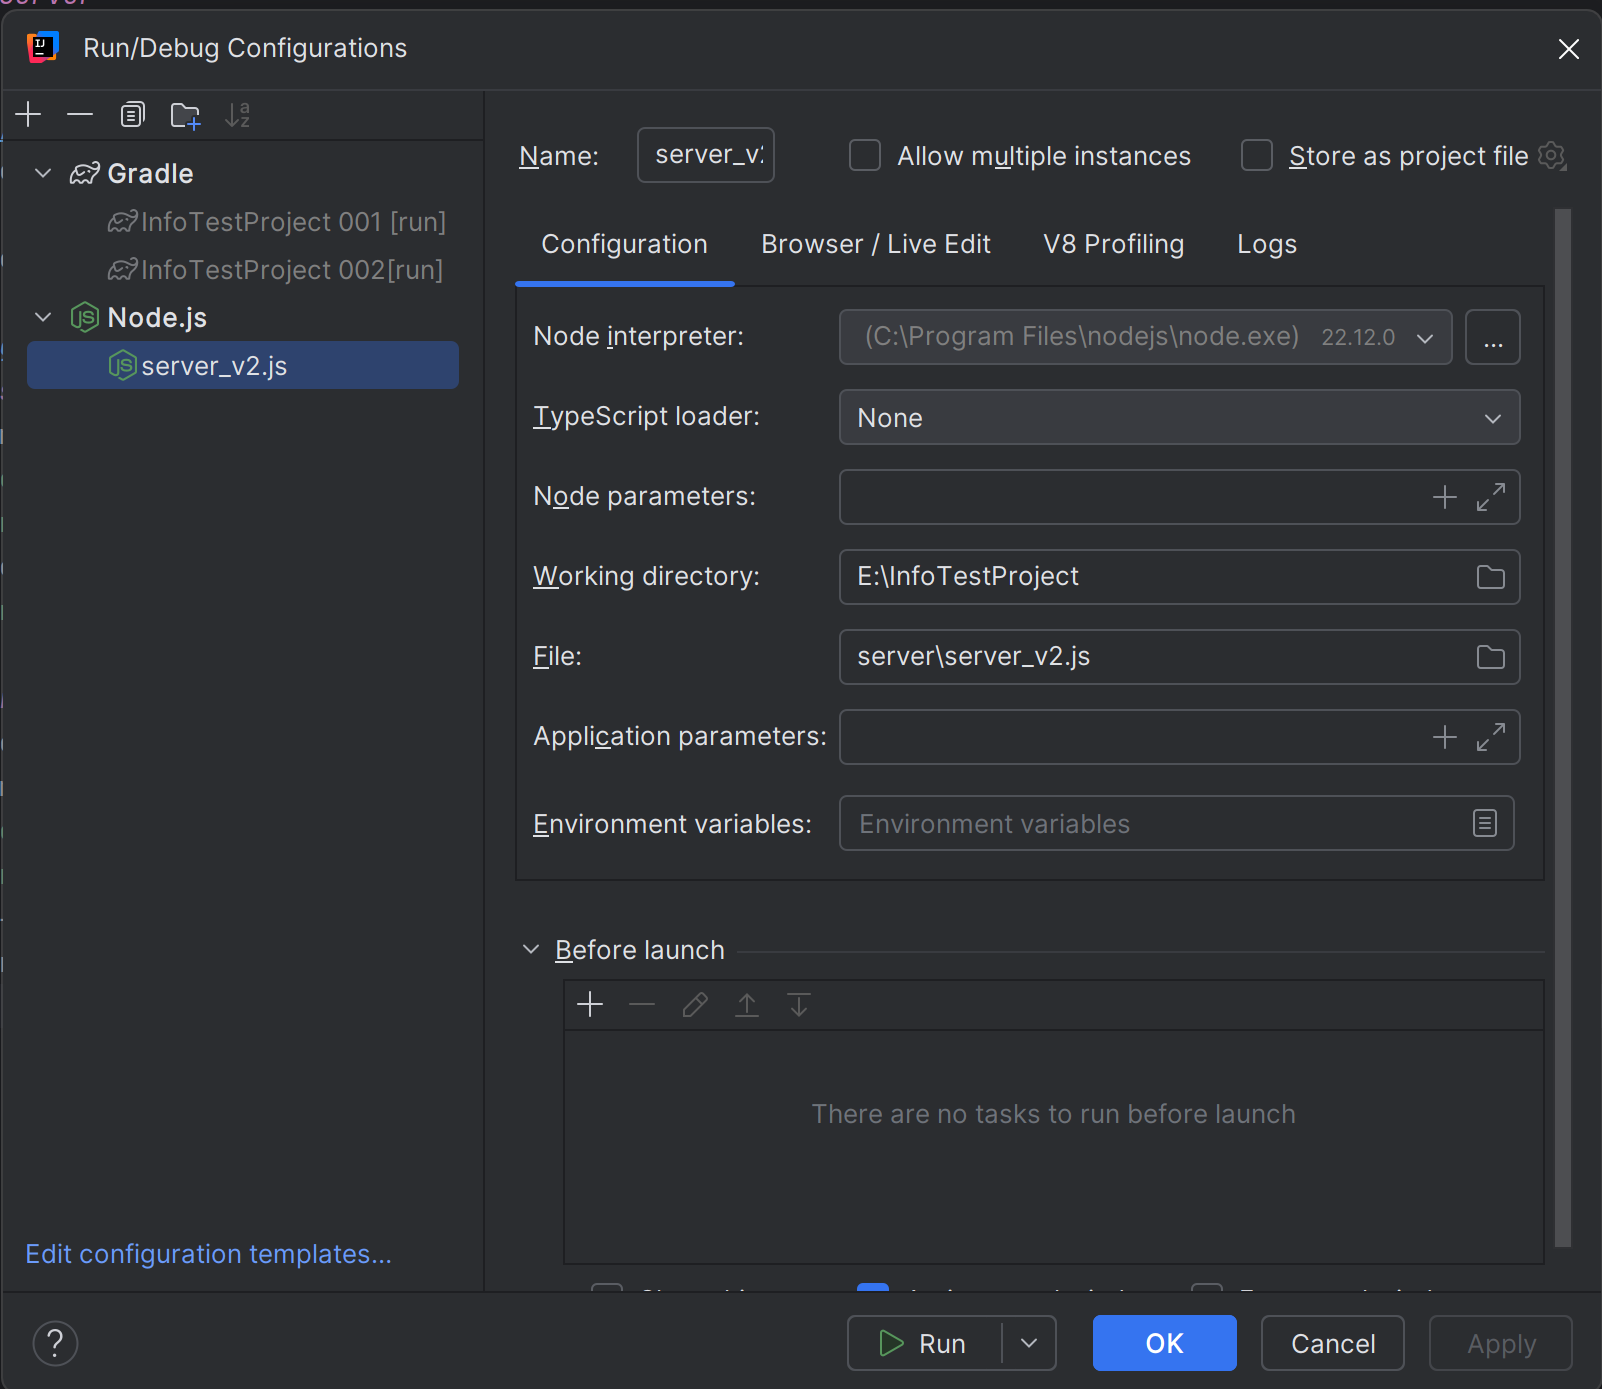 Run/Debug Configurations
Gradle
InfoTestProject 001 [run]
InfoTestProject 002[run]
Node.js
server_v2.js
Edit configuration templates...
Name:
server_v
Allow multiple instances
Store as project file
Configuration
Browser / Live Edit
V8 Profiling
Logs
Node interpreter:
(C:\Program Files\nodejs\node.exe) 22.12.0
...
TypeScript loader:
None
Node parameters:
Working directory:
E:\InfoTestProject
File:
server\server_v2.js
Application parameters:
Environment variables:
Environment variables
Before launch
There are no tasks to run before launch
?
Run
OK
Cancel
Apply